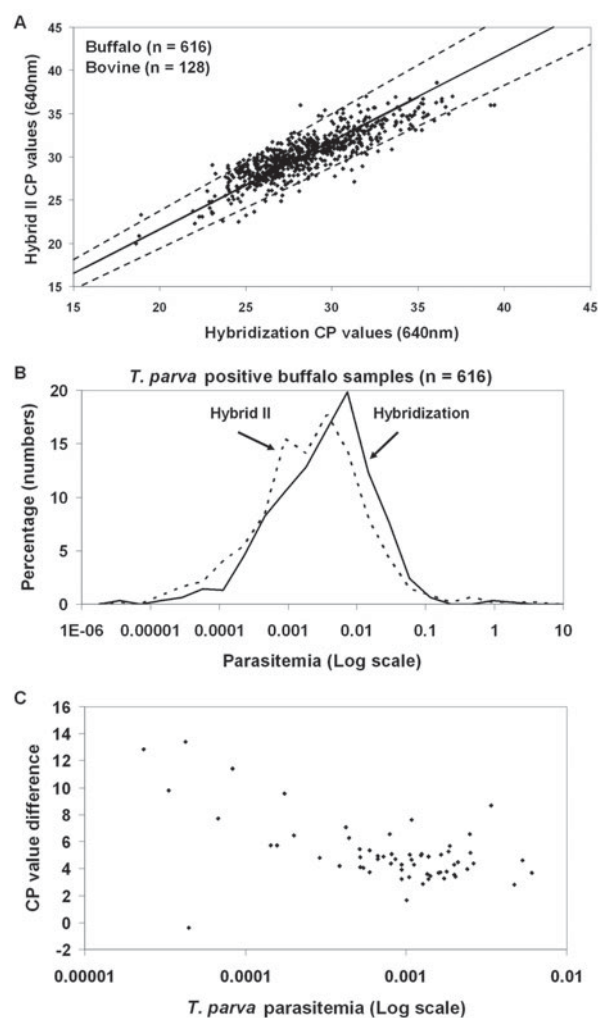 A
Buffalo (n = 616)
Bovine (n = 128)
Hybrid II CP values (640nm)
45
40
35
30
25
20
15
15 20 25 30 35 40 45
Hybridization CP values (640nm)
B
T. parva positive buffalo samples (n = 616)
Hybrid II
Hybridization
Percentage (numbers)
20
15
10
5
0
1E-06 0.00001 0.0001 0.001 0.01 0.1 1 10
Parasitemia (Log scale)
C
CP value difference
16
14
12
10
8
6
4
2
0
-2
0.00001 0.0001 0.001 0.01
T. parva parasitemia (Log scale)